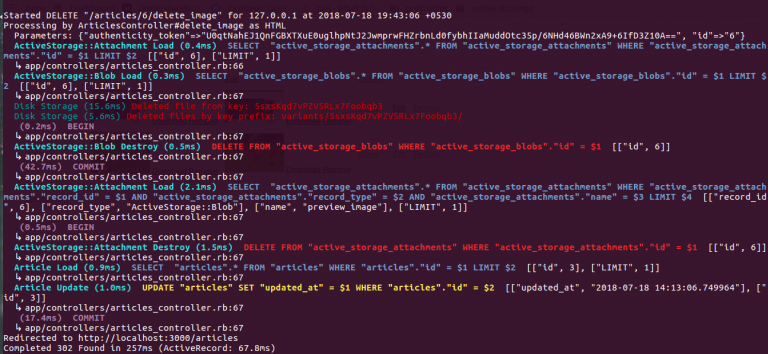 Started DELETE "/articles/6/delete_image" for 127.0.0.1 at 2018-07-18 19:43:06 +0530
Processing by ArticlesController#delete_image as HTML
Parameters: {"authenticity_token"=> "id"=>"6"}
ActiveStorage::Attachment Load (0.4ms) SELECT "active_storage_attachments".* FROM "active_storage_attachments" WHERE "active_storage_attach
ments"."id" = $1 LIMIT $2 [["id", 6], ["LIMIT", 1]]
↳ app/controllers/articles_controller.rb:66
ActiveStorage::Blob Load (0.3ms) SELECT "active_storage_blobs".* FROM "active_storage_blobs" WHERE "active_storage_blobs"."id" = $1 LIMIT $
2 [["id", 6], ["LIMIT", 1]]
↳ app/controllers/articles_controller.rb:67
Disk Storage (15.6ms) Deleted file from key: 5sxsKqd7vPZVSRLx7Foobqb3
Disk Storage (5.6ms) Deleted files by key prefix: variants/5sxsKqd7vPZVSRLx7Foobqb3/
(0.2ms) BEGIN
↳ app/controllers/articles_controller.rb:67
ActiveStorage::Blob Destroy (0.5ms) DELETE FROM "active_storage_blobs" WHERE "active_storage_blobs"."id" = $1 [["id", 6]]
↳ app/controllers/articles_controller.rb:67
(42.7ms) COMMIT
↳ app/controllers/articles_controller.rb:67
ActiveStorage::Attachment Load (2.1ms) SELECT "active_storage_attachments".* FROM "active_storage_attachments" WHERE "active_storage_attach
ments"."record_id" = $1 AND "active_storage_attachments"."record_type" = $2 AND "active_storage_attachments"."name" = $3 LIMIT $4 [["record_id
", 6], ["record_type", "ActiveStorage::Blob"], ["name", "preview_image"], ["LIMIT", 1]]
↳ app/controllers/articles_controller.rb:67
(0.5ms) BEGIN
↳ app/controllers/articles_controller.rb:67
ActiveStorage::Attachment Destroy (1.5ms) DELETE FROM "active_storage_attachments" WHERE "active_storage_attachments"."id" = $1 [["id", 6]]
↳ app/controllers/articles_controller.rb:67
Article Load (0.9ms) SELECT "articles".* FROM "articles" WHERE "articles"."id" = $1 LIMIT $2 [["id", 3], ["LIMIT", 1]]
↳ app/controllers/articles_controller.rb:67
Article Update (1.0ms) UPDATE "articles" SET "updated_at" = $1 WHERE "articles"."id" = $2 [["updated_at", "2018-07-18 14:13:06.749964"], ["
id", 3]]
↳ app/controllers/articles_controller.rb:67
(17.4ms) COMMIT
↳ app/controllers/articles_controller.rb:67
Redirected to http://localhost:3000/articles
Completed 302 Found in 257ms (ActiveRecord: 67.8ms)